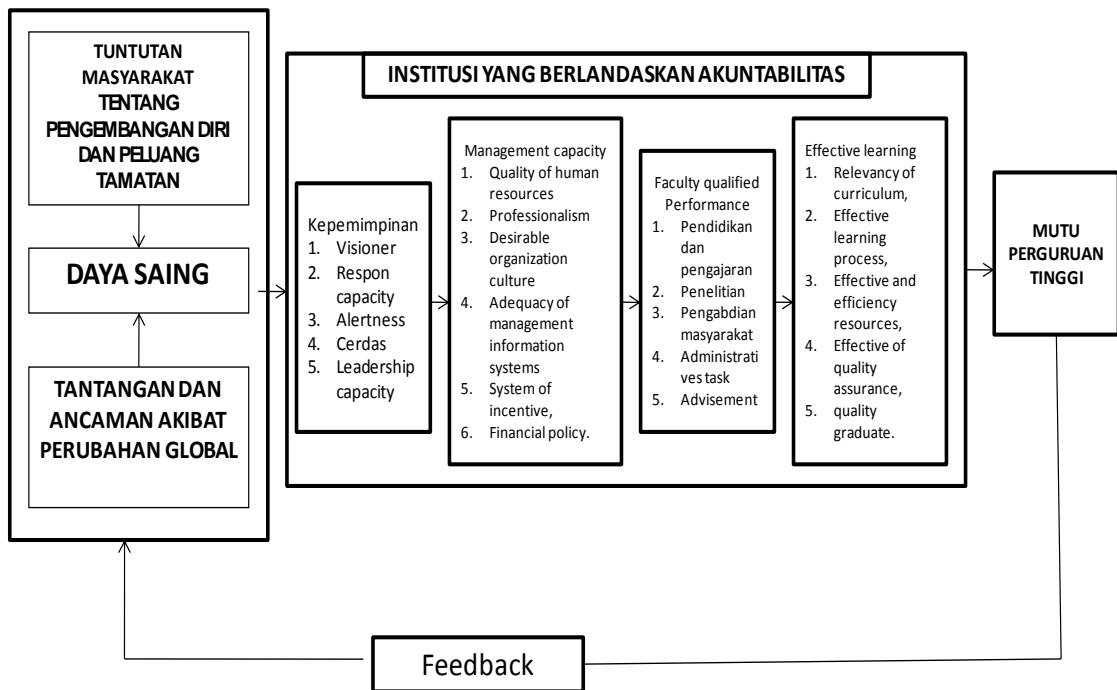 TUNTUTAN
MASYARAKAT
TENTANG
PENGEMBANGAN DIRI
DAN PELUANG
TAMATAN
DAYA SAING
TANTANGAN DAN
ANCAMAN AKIBAT
PERUBAHAN GLOBAL
INSTITUSI YANG BERLANDASKAN AKUNTABILITAS
Kepemimpinan
1. Visioner
2. Respon
capacity
3. Alertness
4. Cerdas
5. Leadership
capacity
Management capacity
1. Quality of human
resources
2. Professionalism
3. Desirable
organization
culture
4. Adequacy of
management
information
systems
5. System of
incentive,
6. Financial policy.
Faculty qualified
Performance
1. Pendidikan
dan
pengajaran
2. Penelitian
3. Pengabdian
masyarakat
4. Administrati
ves task
5. Advisement
Effective learning
1. Relevancy of
curriculum,
2. Effective
learning
process,
3. Effective and
efficiency
resources,
4. Effective of
quality
assurance,
5. quality
graduate.
MUTU
PERGURUAN
TINGGI
Feedback